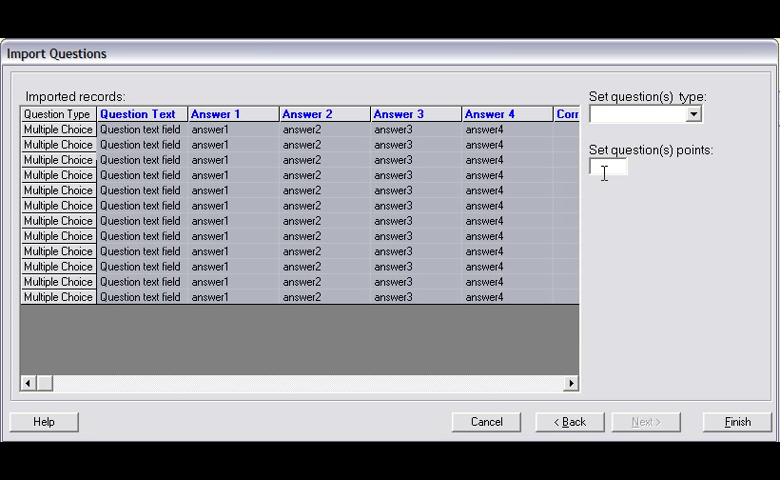 Import Questions
Imported records:
Question Type Question Text Answer 1 Answer 2 Answer 3 Answer 4 Corr
Multiple Choice Question text field answer1 answer2 answer3 answer4
Multiple Choice Question text field answer1 answer2 answer3 answer4
Multiple Choice Question text field answer1 answer2 answer3 answer4
Multiple Choice Question text field answer1 answer2 answer3 answer4
Multiple Choice Question text field answer1 answer2 answer3 answer4
Multiple Choice Question text field answer1 answer2 answer3 answer4
Multiple Choice Question text field answer1 answer2 answer3 answer4
Multiple Choice Question text field answer1 answer2 answer3 answer4
Multiple Choice Question text field answer1 answer2 answer3 answer4
Multiple Choice Question text field answer1 answer2 answer3 answer4
Multiple Choice Question text field answer1 answer2 answer3 answer4
Multiple Choice Question text field answer1 answer2 answer3 answer4
Set question(s) type:
Set question(s) points:
Help Cancel < Back Next > Finish